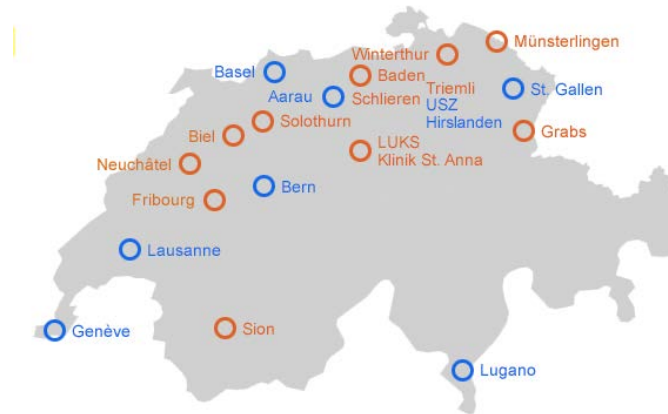 Münsterlingen
Winterthur
Basel
Baden
Triemli
St. Gallen
Aarau
Schlieren
USZ
Hirslanden
Solothurn
Grabs
Biel
LUKS
Klinik St. Anna
Neuchâtel
Bern
Fribourg
Lausanne
Genève
Sion
Lugano